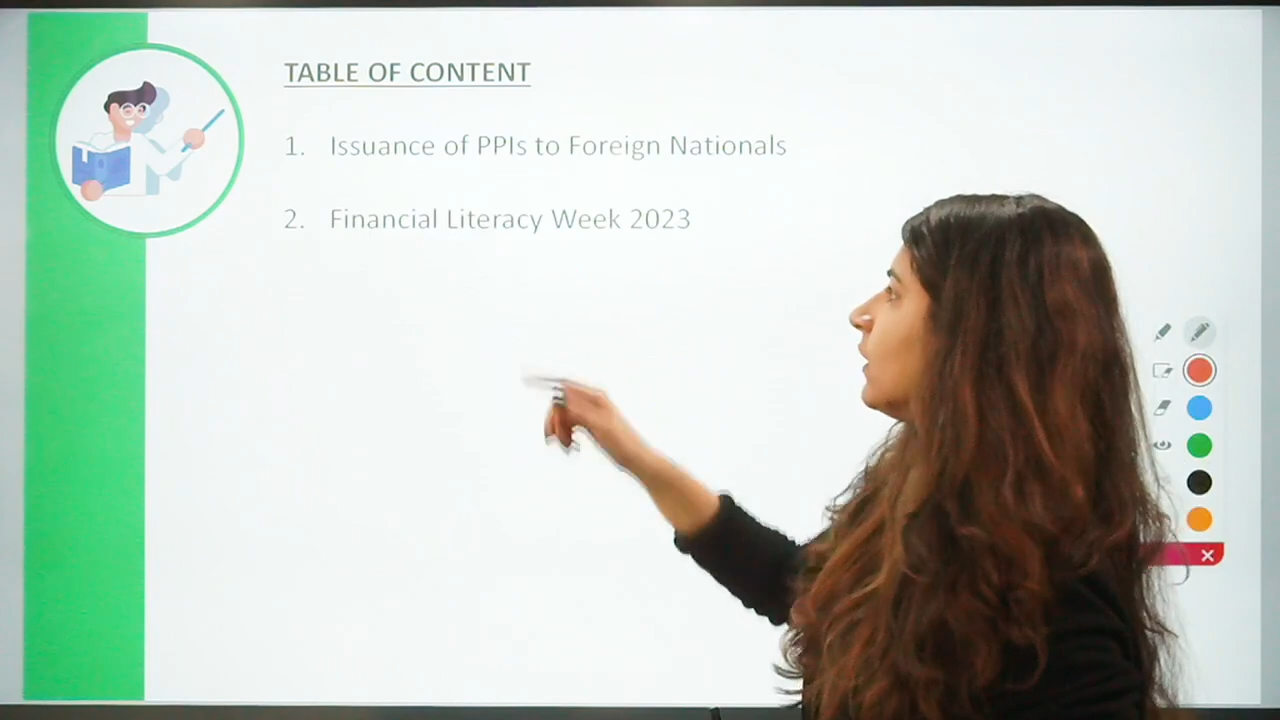 TABLE OF CONTENT
1. Issuance of PPIs to Foreign Nationals
2. Financial Literacy Week 2023